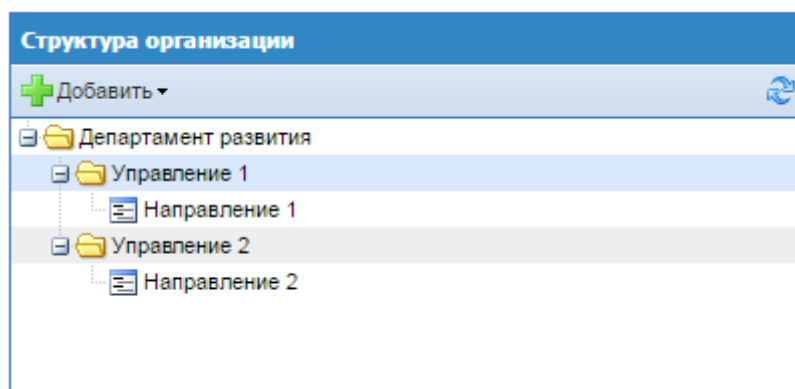 Структура организации
Добавить
Департамент развития
Управление 1
Направление 1
Управление 2
Направление 2